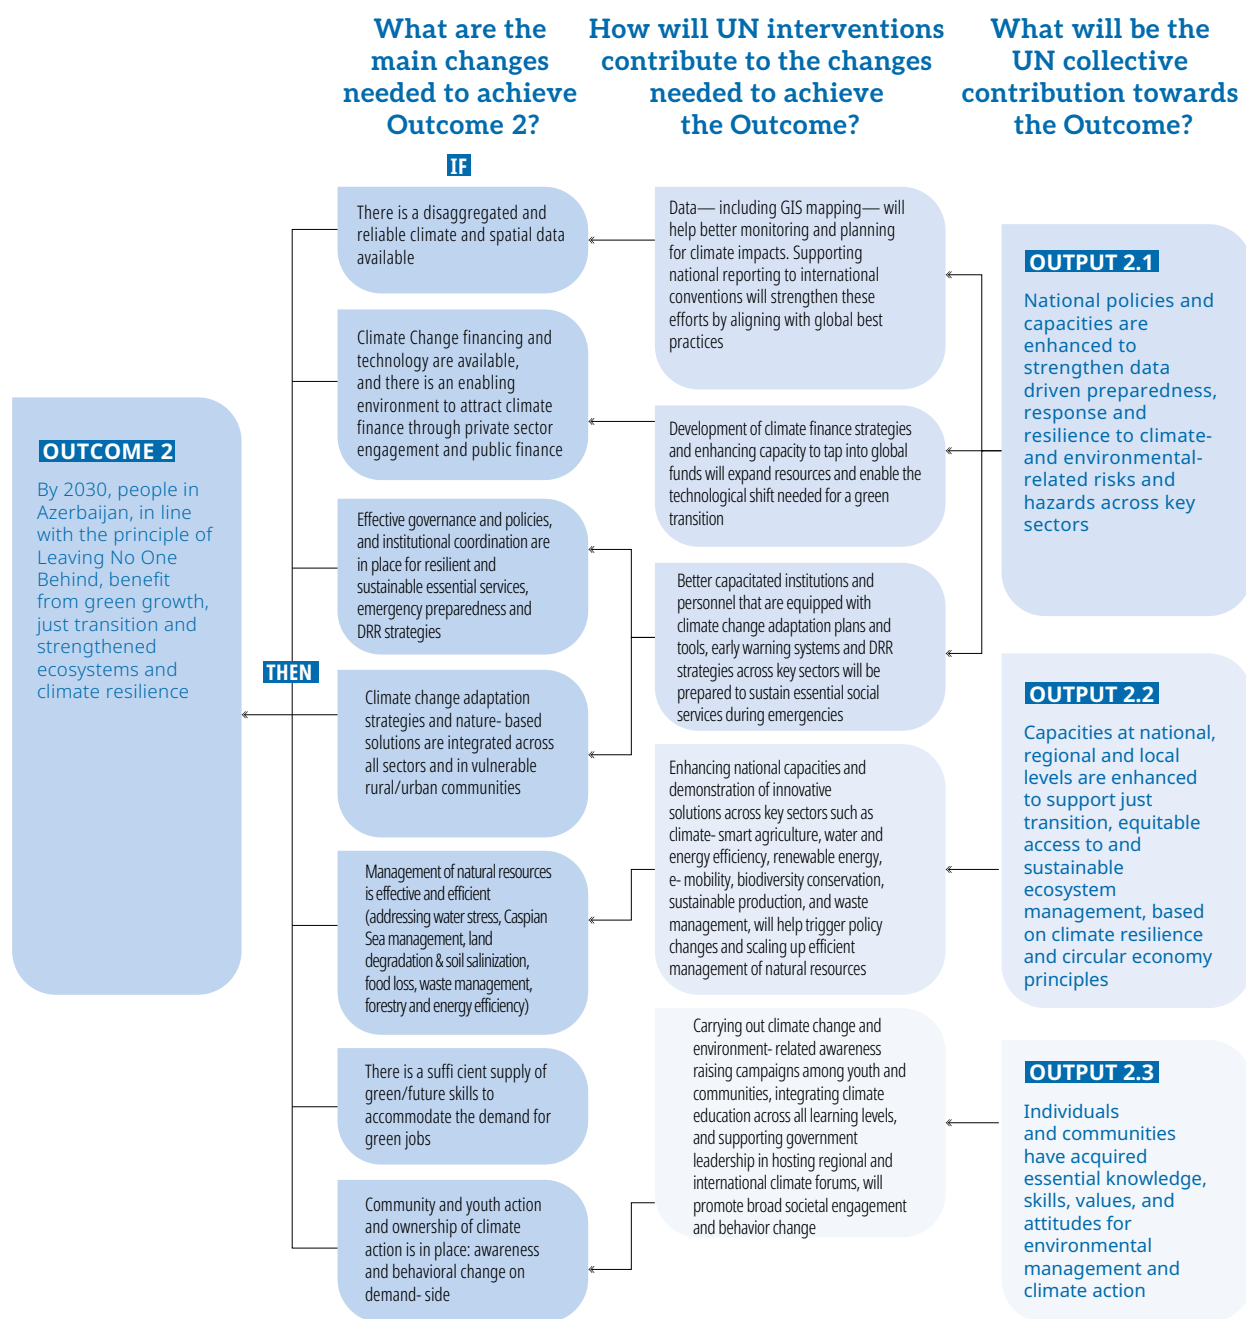 What are the
main changes
needed to achieve
Outcome 2?
How will UN interventions
contribute to the changes
needed to achieve
the Outcome?
What will be the
UN collective
contribution towards
the Outcome?
IF
OUTCOME 2
By 2030, people in
Azerbaijan, in line
with the principle of
Leaving No One
Behind, benefit
from green growth,
just transition and
strengthened
ecosystems and
climate resilience
THEN
There is a disaggregated and
reliable climate and spatial data
available
Climate Change financing and
technology are available,
and there is an enabling
environment to attract climate
finance through private sector
engagement and public finance
Effective governance and policies,
and institutional coordination are
in place for resilient and
sustainable essential services,
emergency preparedness and
DRR strategies
Climate change adaptation
strategies and nature- based
solutions are integrated across
all sectors and in vulnerable
rural/urban communities
Management of natural resources
is effective and efficient
(addressing water stress, Caspian
Sea management, land
degradation & soil salinization,
food loss, waste management,
forestry and energy efficiency)
There is a suffi cient supply of
green/future skills to
accommodate the demand for
green jobs
Community and youth action
and ownership of climate
action is in place: awareness
and behavioral change on
demand- side
Data— including GIS mapping— will
help better monitoring and planning
for climate impacts. Supporting
national reporting to international
conventions will strengthen these
efforts by aligning with global best
practices
Development of climate finance strategies
and enhancing capacity to tap into global
funds will expand resources and enable the
technological shift needed for a green
transition
Better capacitated institutions and
personnel that are equipped with
climate change adaptation plans and
tools, early warning systems and DRR
strategies across key sectors will be
prepared to sustain essential social
services during emergencies
Enhancing national capacities and
demonstration of innovative
solutions across key sectors such as
climate- smart agriculture, water and
energy efficiency, renewable energy,
e- mobility, biodiversity conservation,
sustainable production, and waste
management, will help trigger policy
changes and scaling up efficient
management of natural resources
Carrying out climate change and
environment- related awareness
raising campaigns among youth and
communities, integrating climate
education across all learning levels,
and supporting government
leadership in hosting regional and
international climate forums, will
promote broad societal engagement
and behavior change
OUTPUT 2.1
National policies and
capacities are
enhanced to
strengthen data
driven preparedness,
response and
resilience to climate-
and environmental-
related risks and
hazards across key
sectors
OUTPUT 2.2
Capacities at national,
regional and local
levels are enhanced
to support just
transition, equitable
access to and
sustainable
ecosystem
management, based
on climate resilience
and circular economy
principles
OUTPUT 2.3
Individuals
and communities
have acquired
essential knowledge,
skills, values, and
attitudes for
environmental
management and
climate action